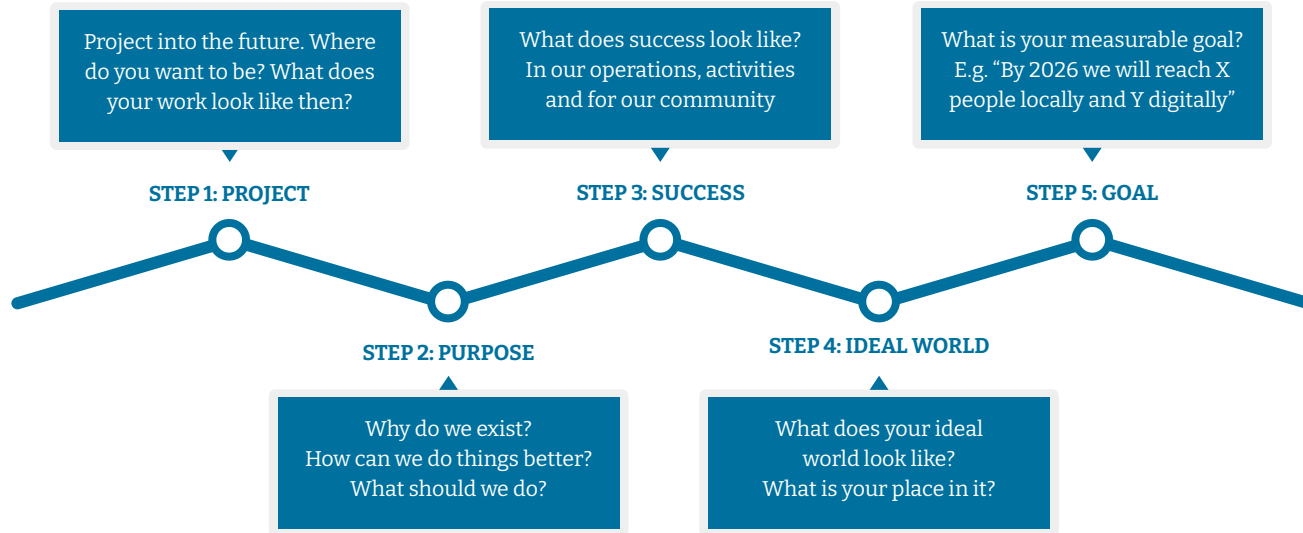 Project into the future. Where
do you want to be? What does
your work look like then?
STEP 1: PROJECT
STEP 2: PURPOSE
Why do we exist?
How can we do things better?
What should we do?
What does success look like?
In our operations, activities
and for our community
STEP 3: SUCCESS
STEP 4: IDEAL WORLD
What does your ideal
world look like?
What is your place in it?
What is your measurable goal?
E.g. “By 2026 we will reach X
people locally and Y digitally”
STEP 5: GOAL